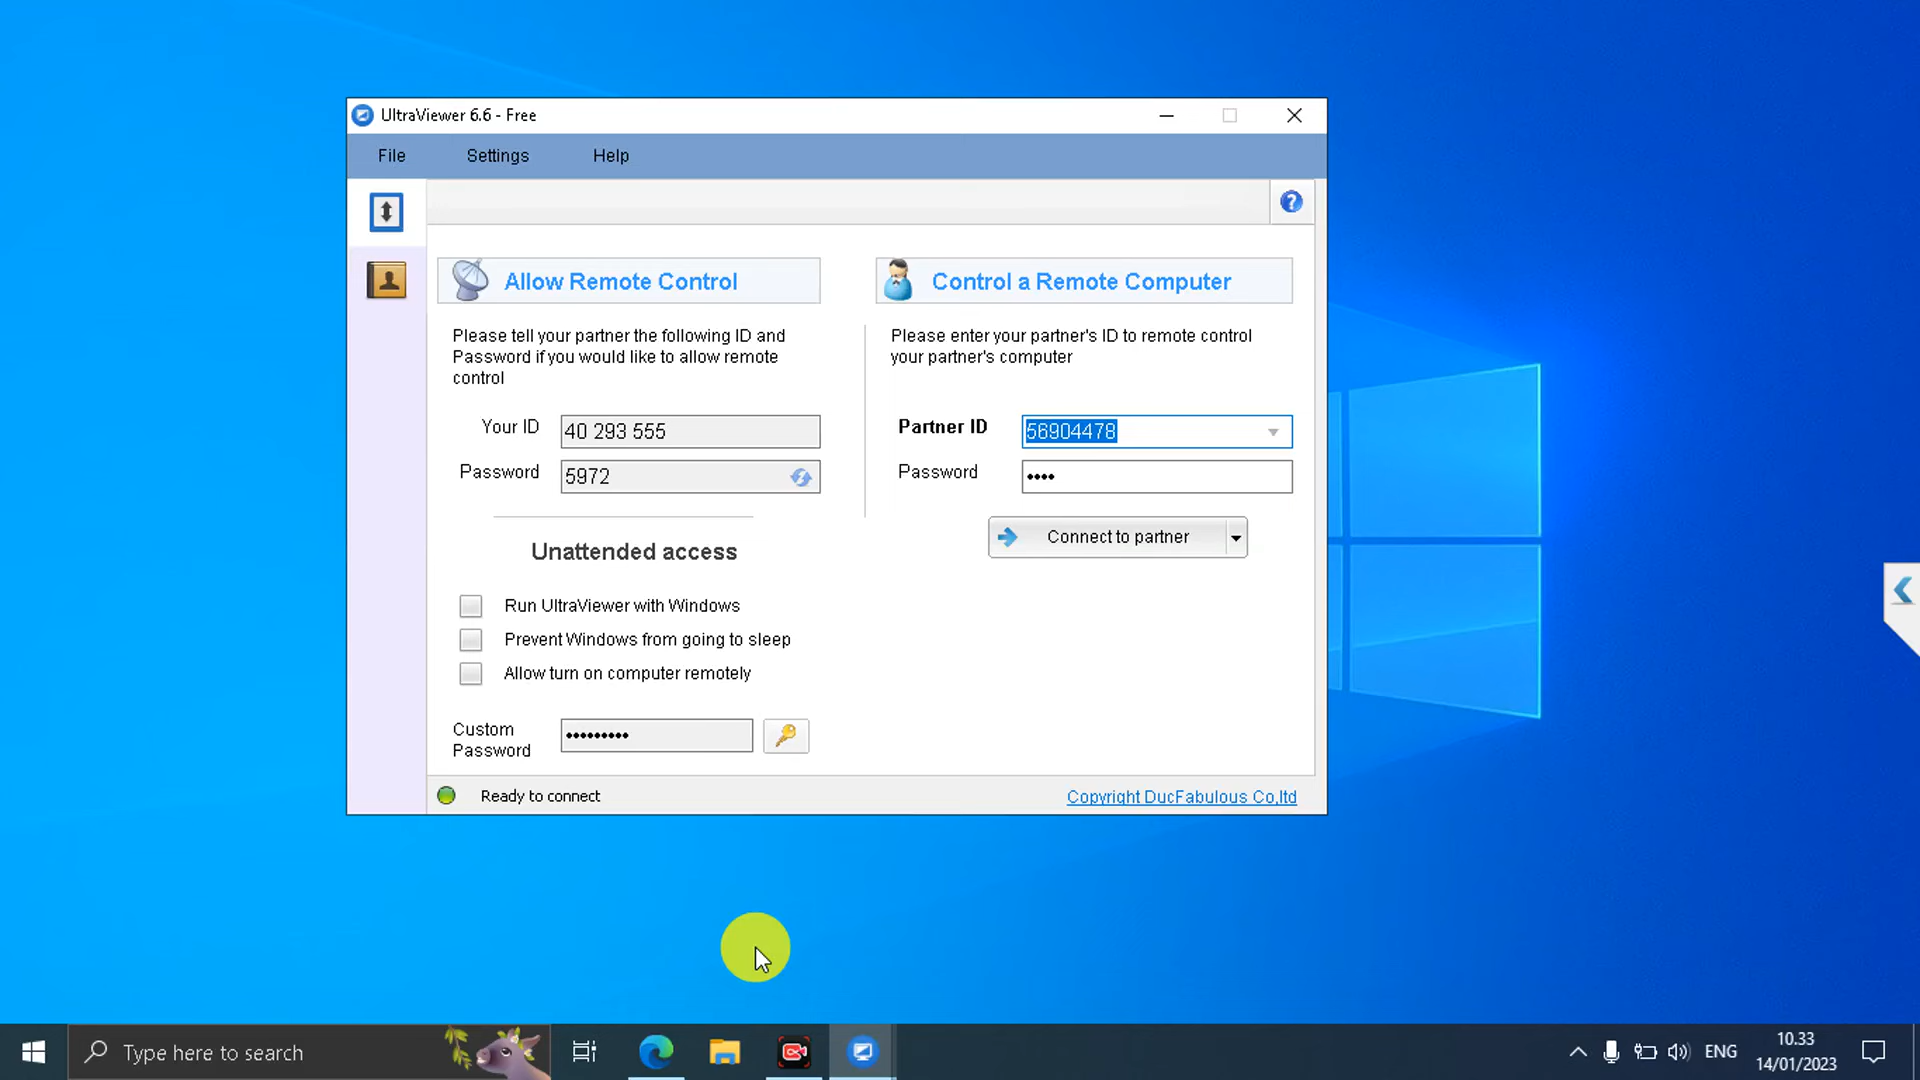 UltraViewer 6.6 - Free
File Settings Help
Allow Remote Control
Please tell your partner the following ID and
Password if you would like to allow remote
control
Your ID 40 293 555
Password 5972
Unattended access
Run UltraViewer with Windows
Prevent Windows from going to sleep
Allow turn on computer remotely
Custom
Password •••••••••
Control a Remote Computer
Please enter your partner's ID to remote control
your partner's computer
Partner ID 56904478
Password ••••
Connect to partner
Ready to connect
Copyright DucFabulous Co,ltd
Type here to search
ENG
10.33
14/01/2023